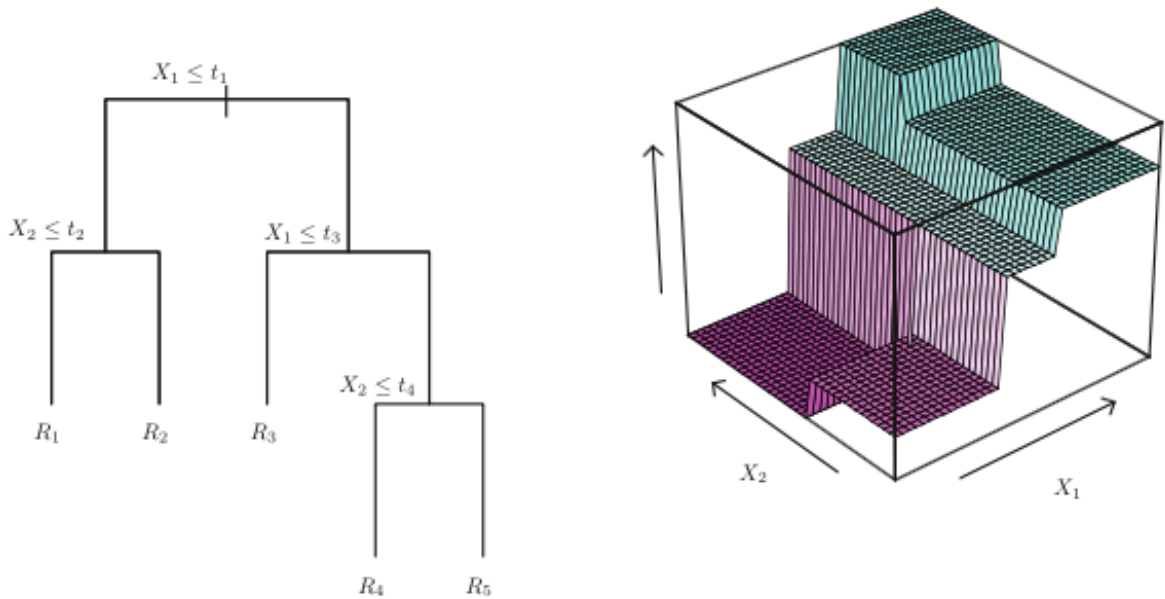 X₁ ≤ t₁
X₂ ≤ t₂
X₁ ≤ t₃
X₂ ≤ t₄
R₁
R₂
R₃
R₄
R₅
X₂
X₁